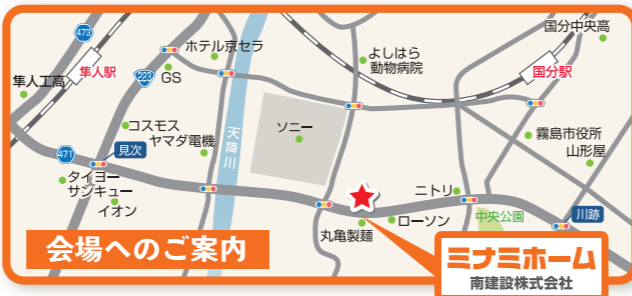 473
隼人駅
ホテル京セラ
223
GS
隼人工高
よしはら
動物病院
国分中央高
国分駅
コスモス
ヤマダ電機
天降川
ソニー
霧島市役所
山形屋
471
見次
タイヨー
サンキュー
イオン
ニトリ
丸亀製麺
ローソン
中央公園
川跡
会場へのご案内
ミナミホーム
南建設株式会社